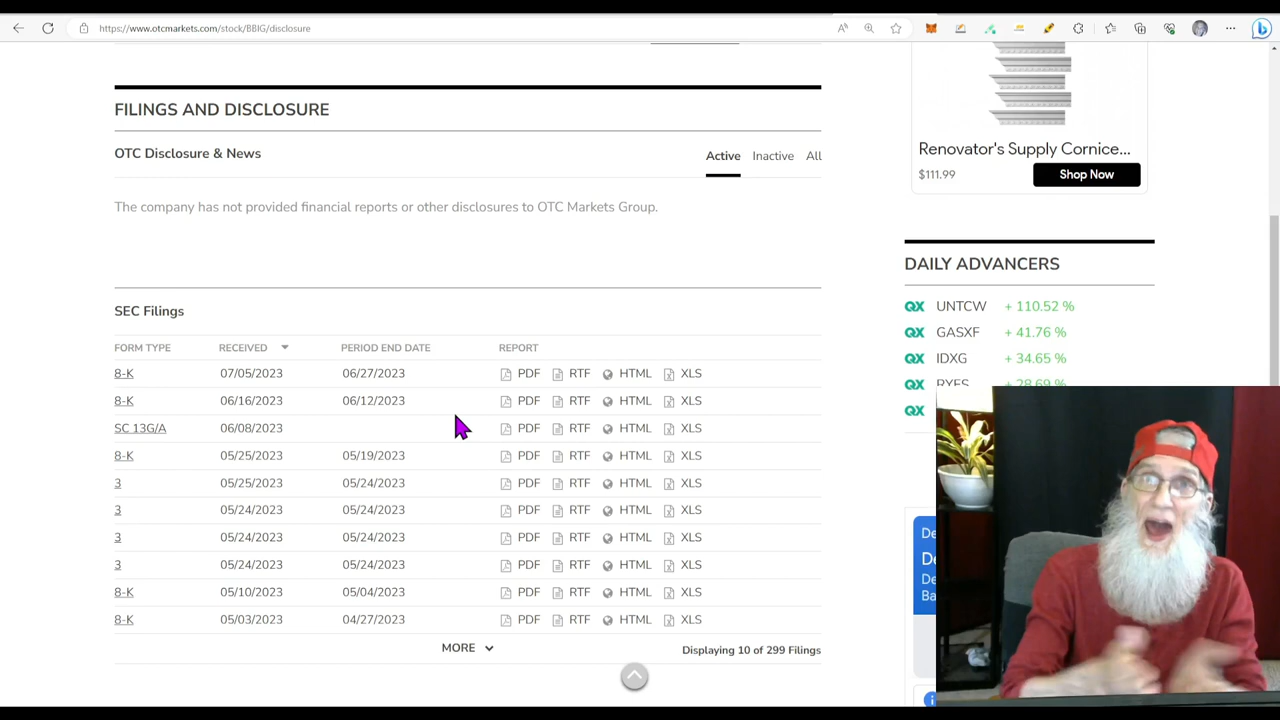 https://www.otcmarkets.com/stock/BBIG/disclosure
FILINGS AND DISCLOSURE
OTC Disclosure & News
Active Inactive All
The company has not provided financial reports or other disclosures to OTC Markets Group.
SEC Filings
FORM TYPE RECEIVED PERIOD END DATE REPORT
8-K 07/05/2023 06/27/2023 PDF RTF HTML XLS
8-K 06/16/2023 06/12/2023 PDF RTF HTML XLS
SC 13G/A 06/08/2023 PDF RTF HTML XLS
8-K 05/25/2023 05/19/2023 PDF RTF HTML XLS
3 05/25/2023 05/24/2023 PDF RTF HTML XLS
3 05/24/2023 05/24/2023 PDF RTF HTML XLS
3 05/24/2023 05/24/2023 PDF RTF HTML XLS
3 05/24/2023 05/24/2023 PDF RTF HTML XLS
8-K 05/10/2023 05/04/2023 PDF RTF HTML XLS
8-K 05/03/2023 04/27/2023 PDF RTF HTML XLS
MORE
Displaying 10 of 299 Filings
Renovator's Supply Cornice...
$111.99 Shop Now
DAILY ADVANCERS
QX UNTCW + 110.52 %
QX GASXF + 41.76 %
QX IDXG + 34.65 %
QX
QX
De
De
De
Ba